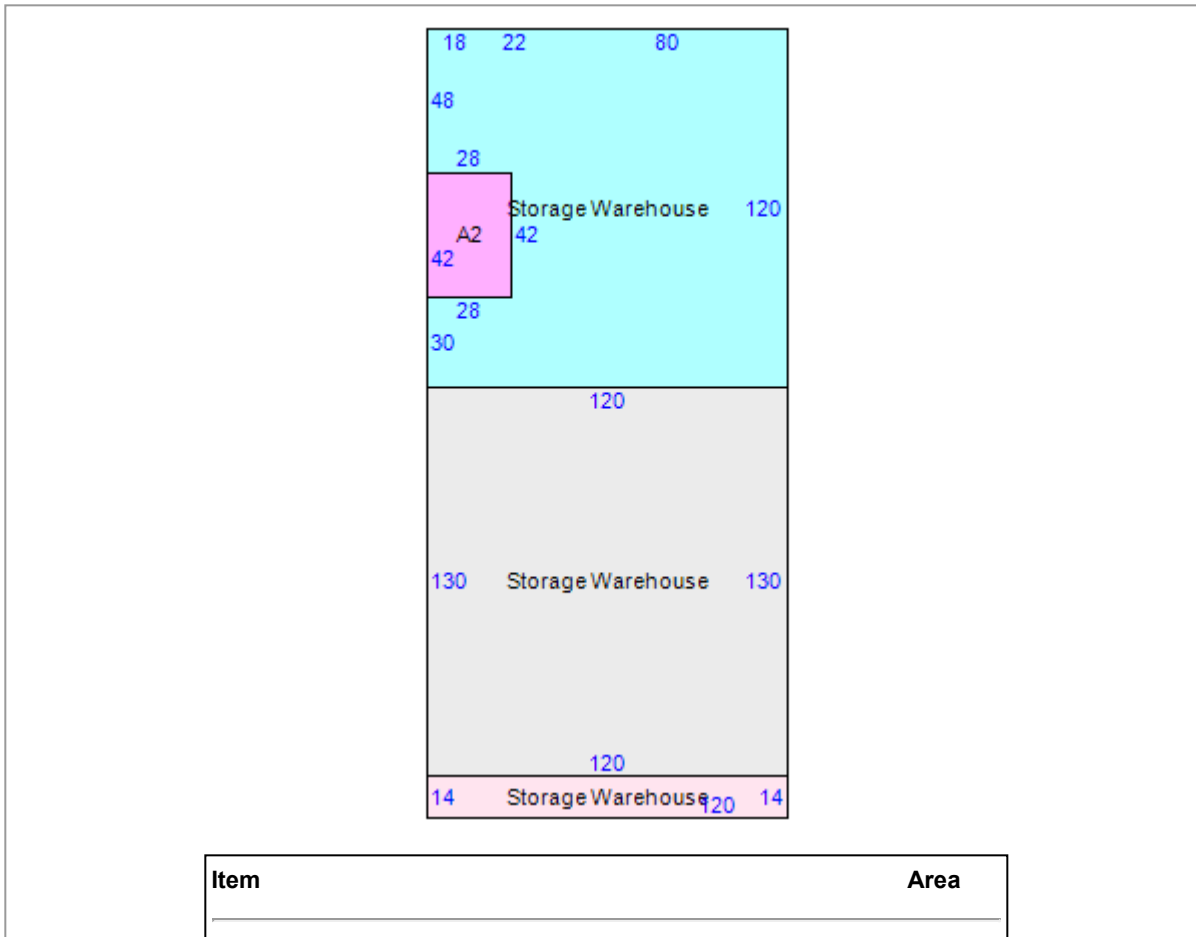 18 22 80
48
28
Storage Warehouse 120
A2 42
42
28
30
120
130 Storage Warehouse 130
120
14 Storage Warehouse 120 14
Item Area